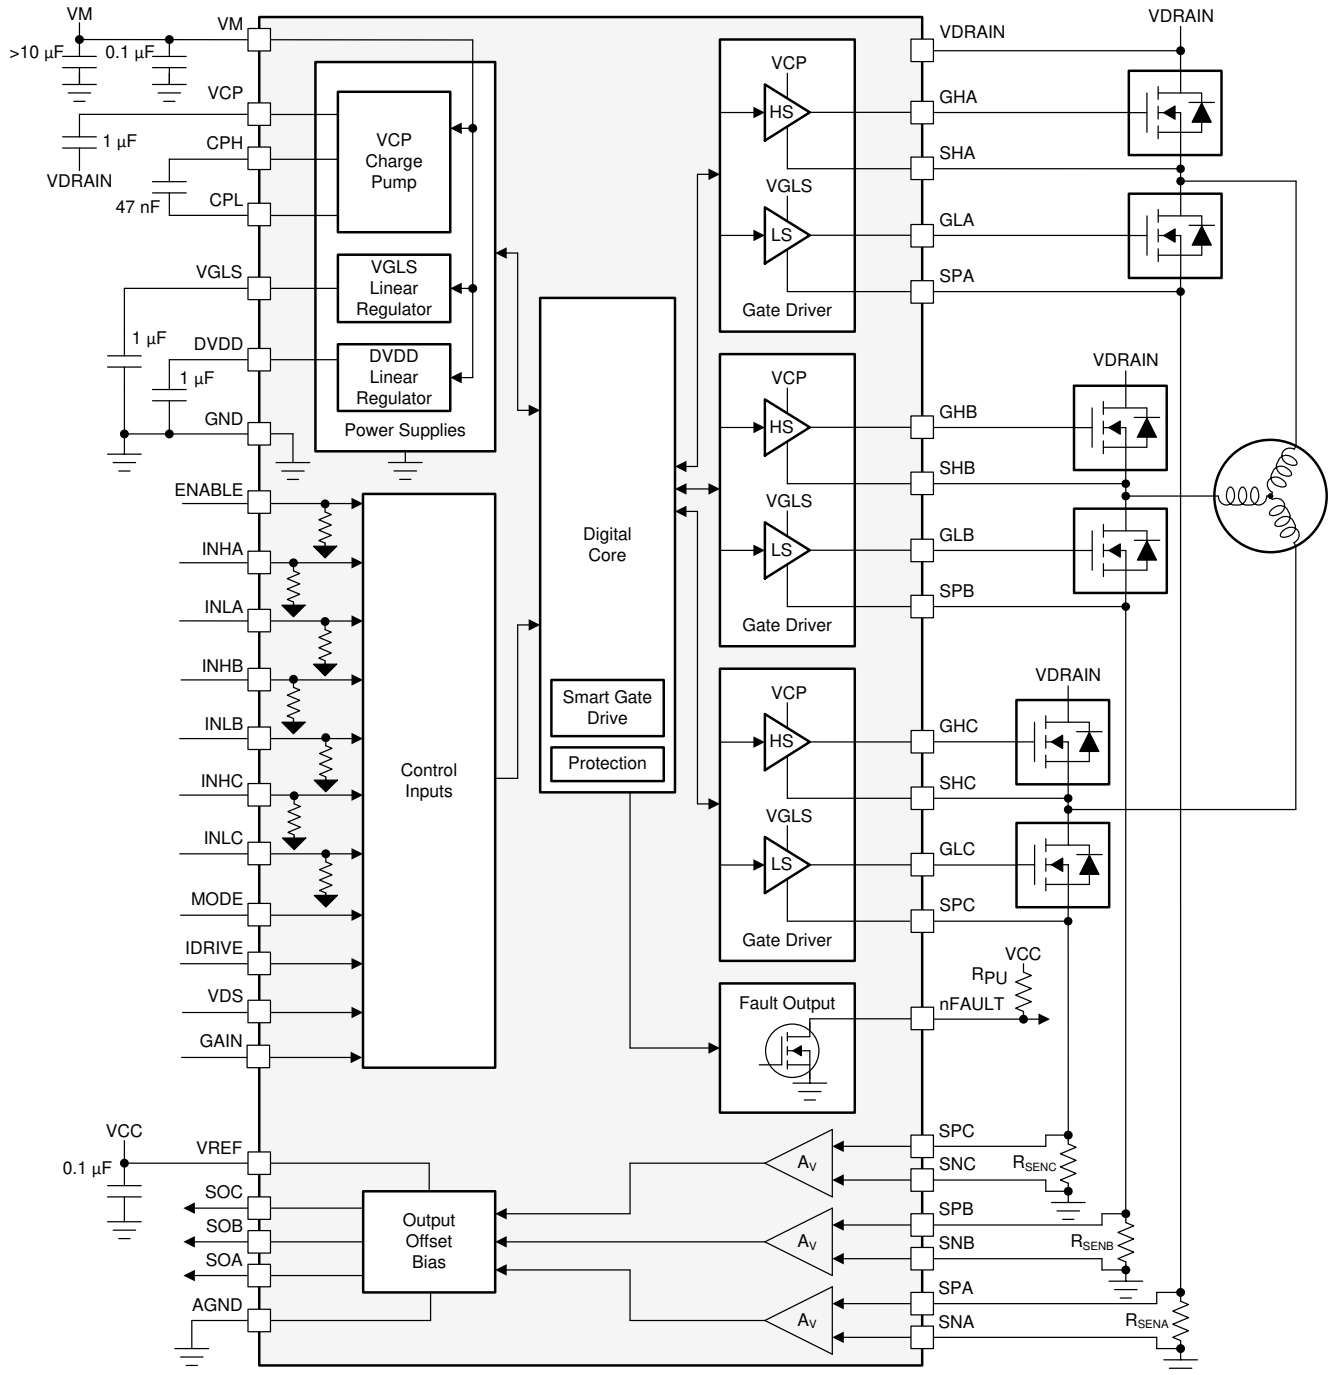 VM
>10 µF
0.1 µF
VM
VCP
1 µF
VDRAIN
CPH
47 nF
CPL
VGLS
1 µF
DVDD
1 µF
GND
VCP
Charge
Pump
VGLS
Linear
Regulator
DVDD
Linear
Regulator
Power Supplies
ENABLE
INHA
INLA
INHB
INLB
INHC
INLC
MODE
IDRIVE
VDS
GAIN
Control
Inputs
Digital
Core
Smart Gate
Drive
Protection
VCP
HS
VGLS
LS
Gate Driver
VCP
HS
VGLS
LS
Gate Driver
VCP
HS
VGLS
LS
Gate Driver
Fault Output
VDRAIN
GHA
SHA
GLA
SPA
VDRAIN
GHB
SHB
GLB
SPB
VDRAIN
GHC
SHC
GLC
SPC
VDRAIN
VCC
RPU
nFAULT
VCC
0.1 µF
VREF
SOC
SOB
SOA
AGND
Output
Offset
Bias
AV
AV
AV
SPC
SNC
RSENC
SPB
SNB
RSENB
SPA
SNA
RSENA